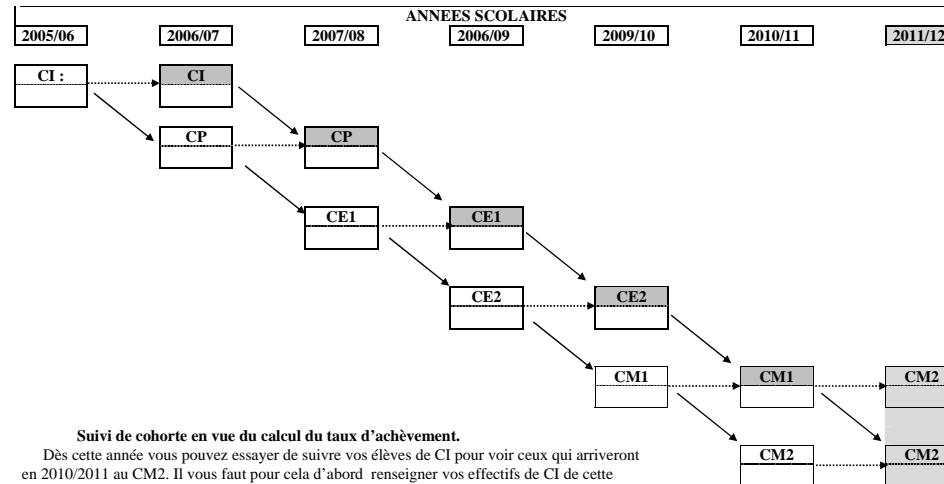 ANNEES SCOLAIRES
2005/06 2006/07 2007/08 2006/09 2009/10 2010/11 2011/12
CI : CI
CP CP
CE1 CE1
CE2 CE2
CM1 CM1 CM2
Suivi de cohorte en vue du calcul du taux d’achèvement.
Dès cette année vous pouvez essayer de suivre vos élèves de CI pour voir ceux qui arriveront
en 2010/2011 au CM2. Il vous faut pour cela d’abord renseigner vos effectifs de CI de cette
CM2 CM2